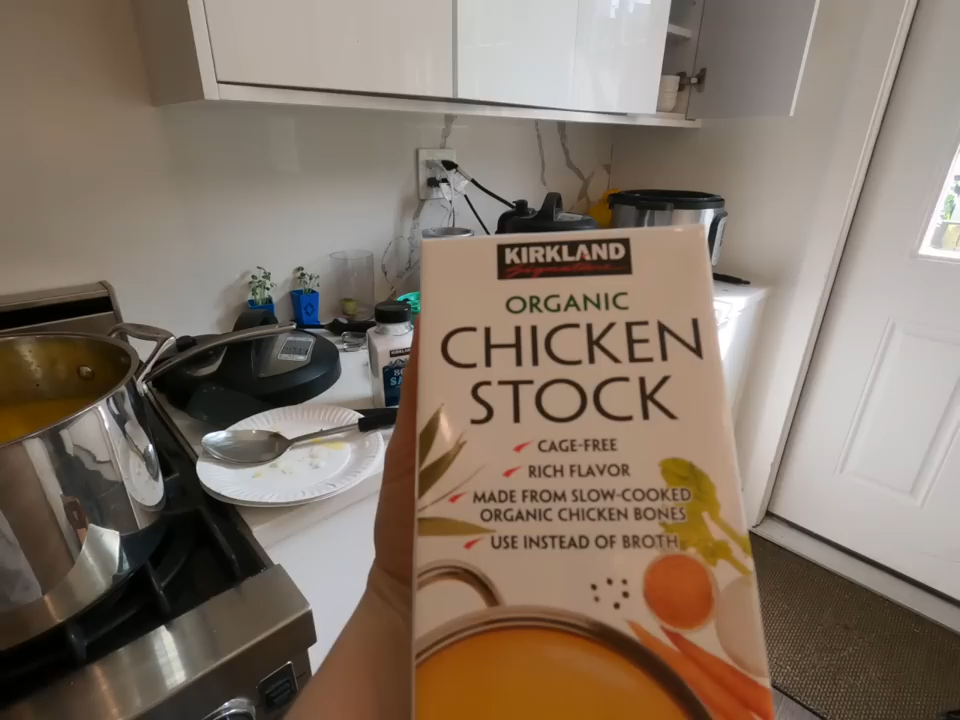 KIRKLAND
Signature
ORGANIC
CHICKEN
STOCK
CAGE-FREE
RICH FLAVOR
MADE FROM SLOW-COOKED
ORGANIC CHICKEN BONES
USE INSTEAD OF BROTH